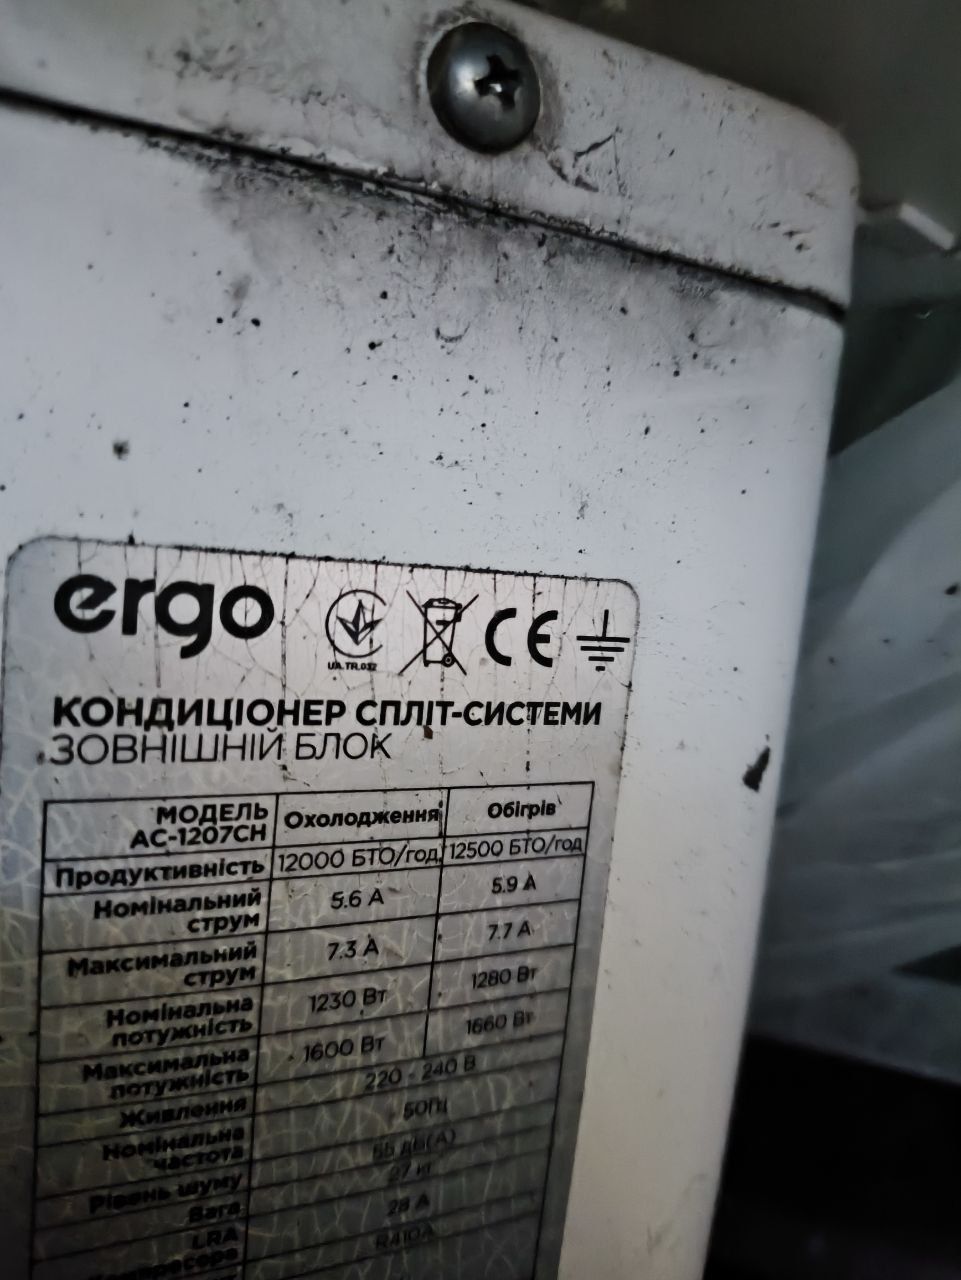 ergo
UA.TR.032
CE
КОНДИЦІОНЕР СПЛІТ-СИСТЕМИ
ЗОВНІШНІЙ БЛОК
МОДЕЛЬ AC-1207CH Охолодження Обігрів
Продуктивність 12000 БТО/год. 12500 БТО/год
Номінальний струм 5.6 А 5.9 А
Максимальний струм 7.3 А 7.7 А
Номінальна потужність 1230 Вт 1280 Вт
Максимальна потужність 1600 Вт 1660 Вт
Живлення 220 - 240 В
Номінальна частота 50Гц
Рівень шуму 55 дБ(А)
Вага 27 кг
LRA Компресора 28 А
R410A